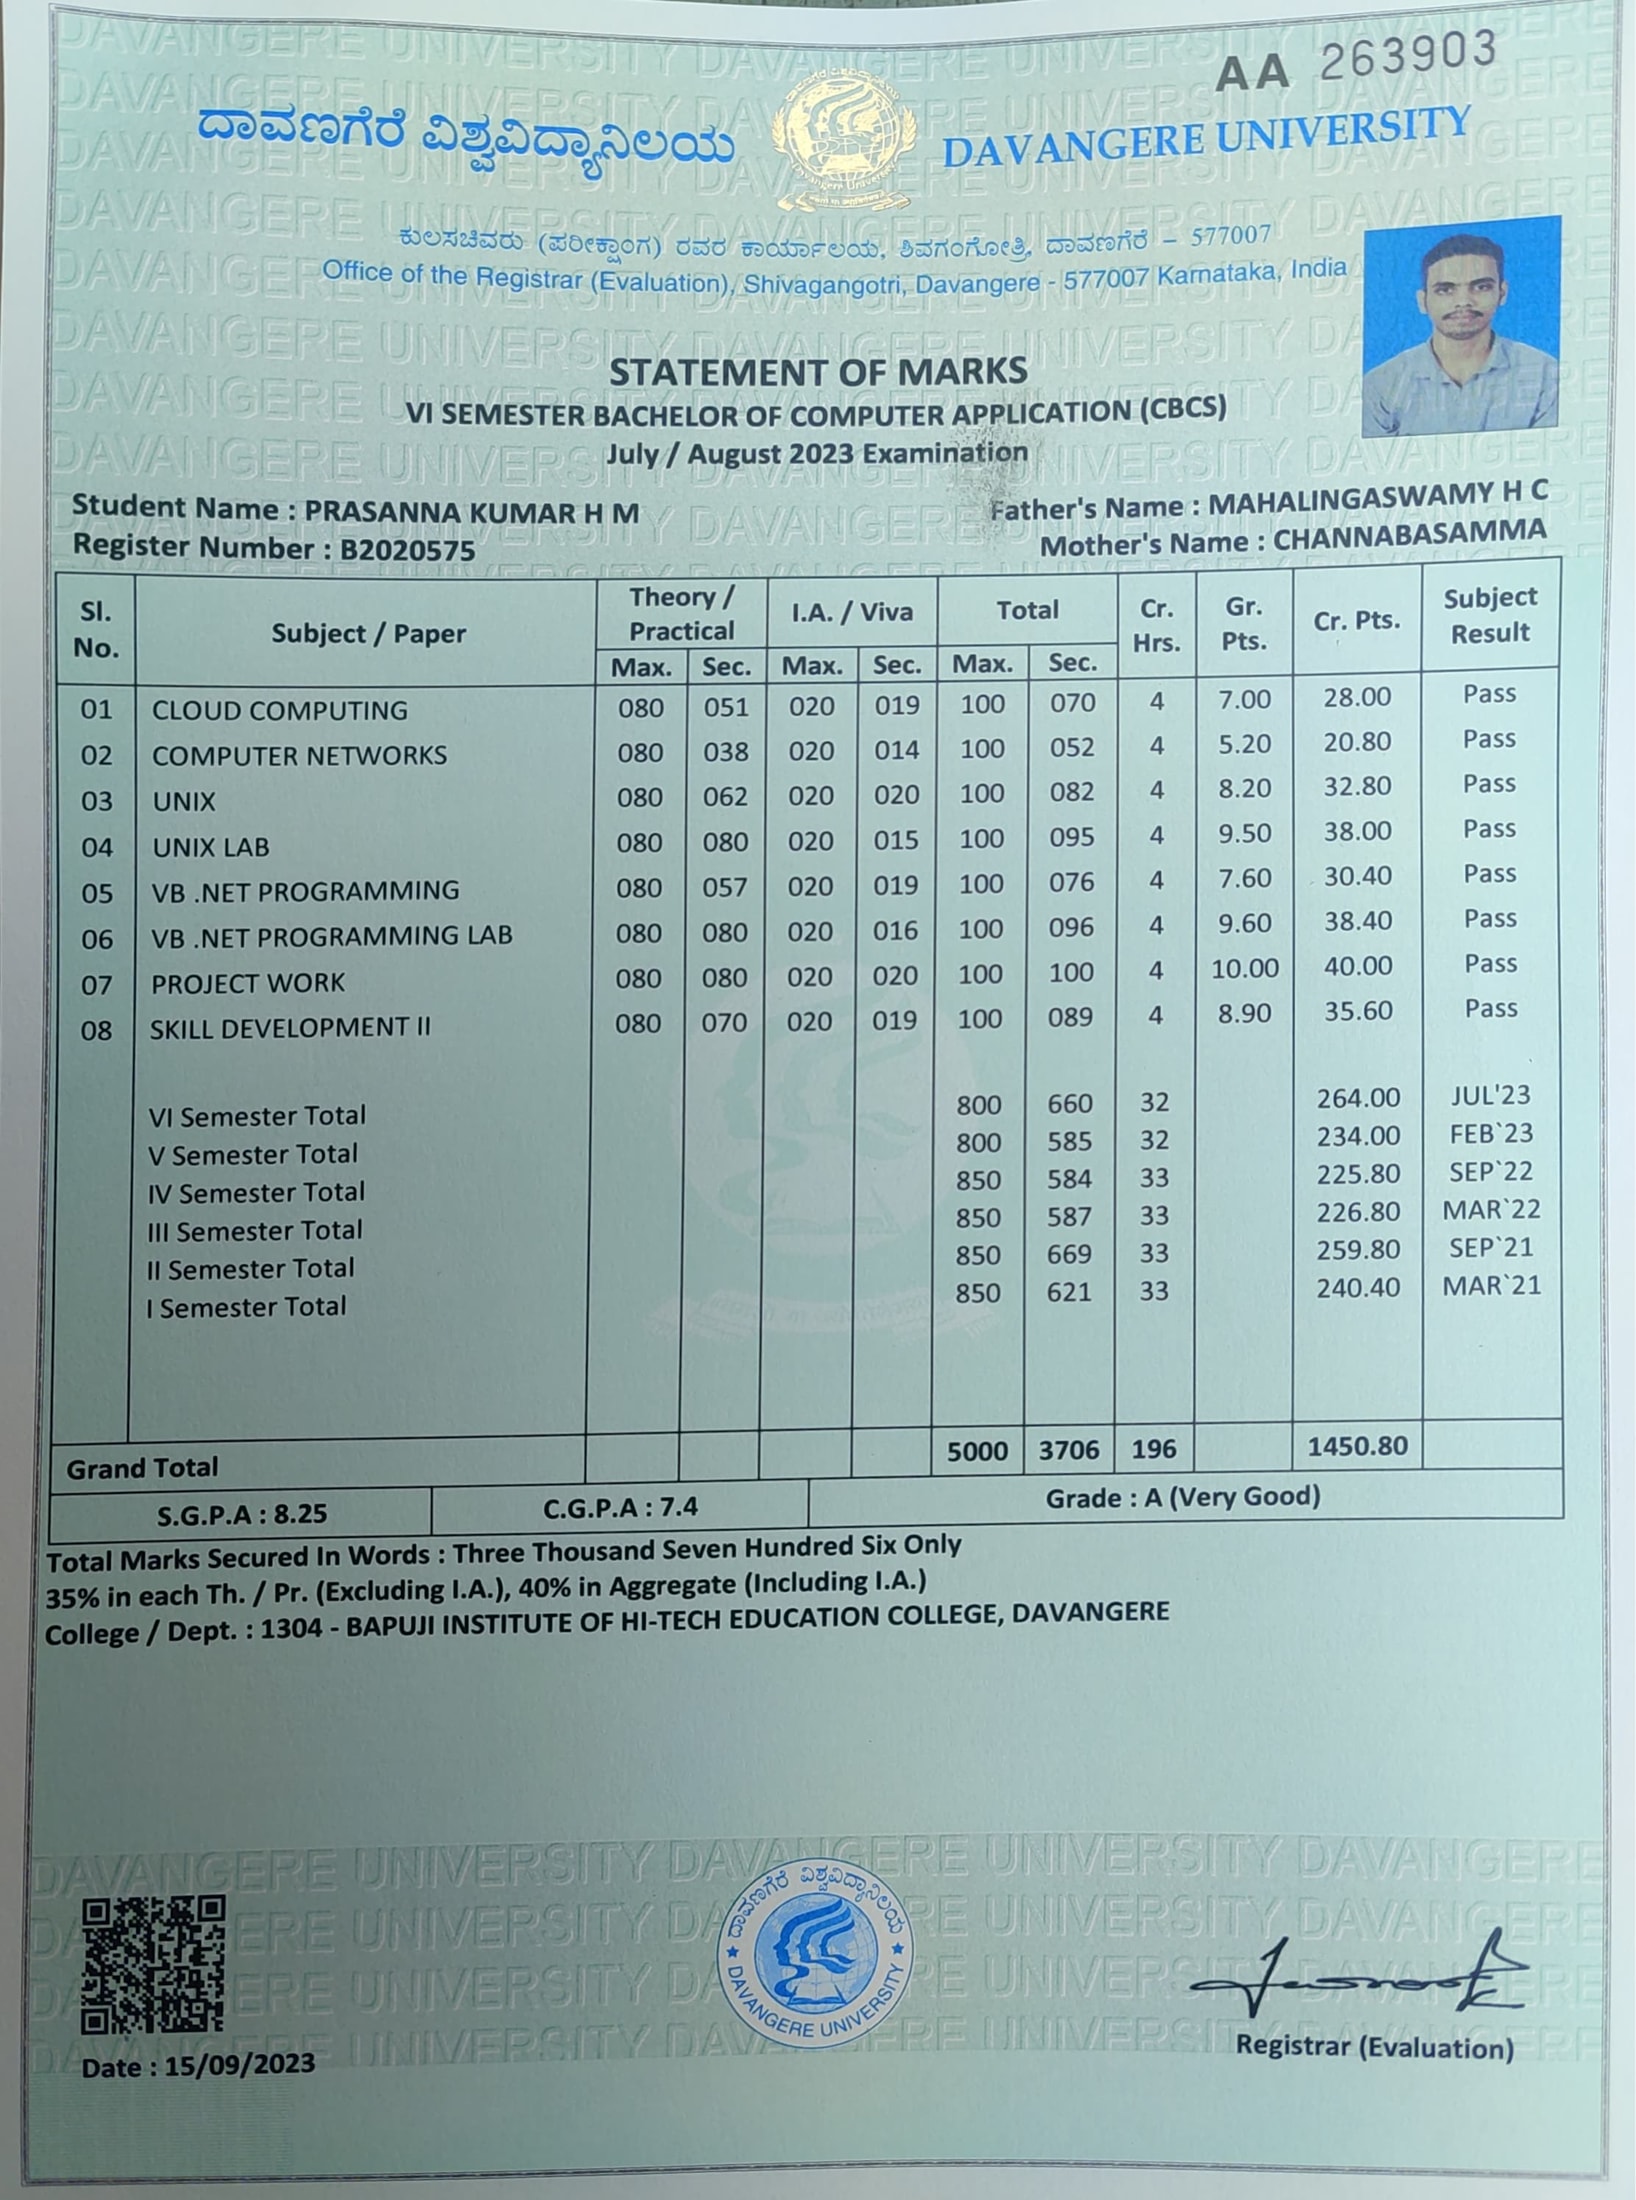 AA 263903
ದಾವಣಗೆರೆ ವಿಶ್ವವಿದ್ಯಾನಿಲಯ DAVANGERE UNIVERSITY
ಕುಲಸಚಿವರು (ಪರೀಕ್ಷಾಂಗ) ರವರ ಕಾರ್ಯಾಲಯ, ಶಿವಗಂಗೋತ್ರಿ, ದಾವಣಗೆರೆ – 577007
Office of the Registrar (Evaluation), Shivagangotri, Davangere - 577007 Karnataka, India
STATEMENT OF MARKS
VI SEMESTER BACHELOR OF COMPUTER APPLICATION (CBCS)
July / August 2023 Examination
Student Name : PRASANNA KUMAR H M Father's Name : MAHALINGASWAMY H C
Register Number : B2020575 Mother's Name : CHANNABASAMMA
Sl. No. Subject / Paper Theory / Practical I.A. / Viva Total Cr. Hrs. Gr. Pts. Cr. Pts. Subject Result
Max. Sec. Max. Sec. Max. Sec.
01 CLOUD COMPUTING 080 051 020 019 100 070 4 7.00 28.00 Pass
02 COMPUTER NETWORKS 080 038 020 014 100 052 4 5.20 20.80 Pass
03 UNIX 080 062 020 020 100 082 4 8.20 32.80 Pass
04 UNIX LAB 080 080 020 015 100 095 4 9.50 38.00 Pass
05 VB .NET PROGRAMMING 080 057 020 019 100 076 4 7.60 30.40 Pass
06 VB .NET PROGRAMMING LAB 080 080 020 016 100 096 4 9.60 38.40 Pass
07 PROJECT WORK 080 080 020 020 100 100 4 10.00 40.00 Pass
08 SKILL DEVELOPMENT II 080 070 020 019 100 089 4 8.90 35.60 Pass
VI Semester Total 800 660 32 264.00 JUL'23
V Semester Total 800 585 32 234.00 FEB`23
IV Semester Total 850 584 33 225.80 SEP`22
III Semester Total 850 587 33 226.80 MAR`22
II Semester Total 850 669 33 259.80 SEP`21
I Semester Total 850 621 33 240.40 MAR`21
Grand Total 5000 3706 196 1450.80
S.G.P.A : 8.25 C.G.P.A : 7.4 Grade : A (Very Good)
Total Marks Secured In Words : Three Thousand Seven Hundred Six Only
35% in each Th. / Pr. (Excluding I.A.), 40% in Aggregate (Including I.A.)
College / Dept. : 1304 - BAPUJI INSTITUTE OF HI-TECH EDUCATION COLLEGE, DAVANGERE
ದಾವಣಗೆರೆ ವಿಶ್ವವಿದ್ಯಾನಿಲಯ
DAVANGERE UNIVERSITY
Registrar (Evaluation)
Date : 15/09/2023